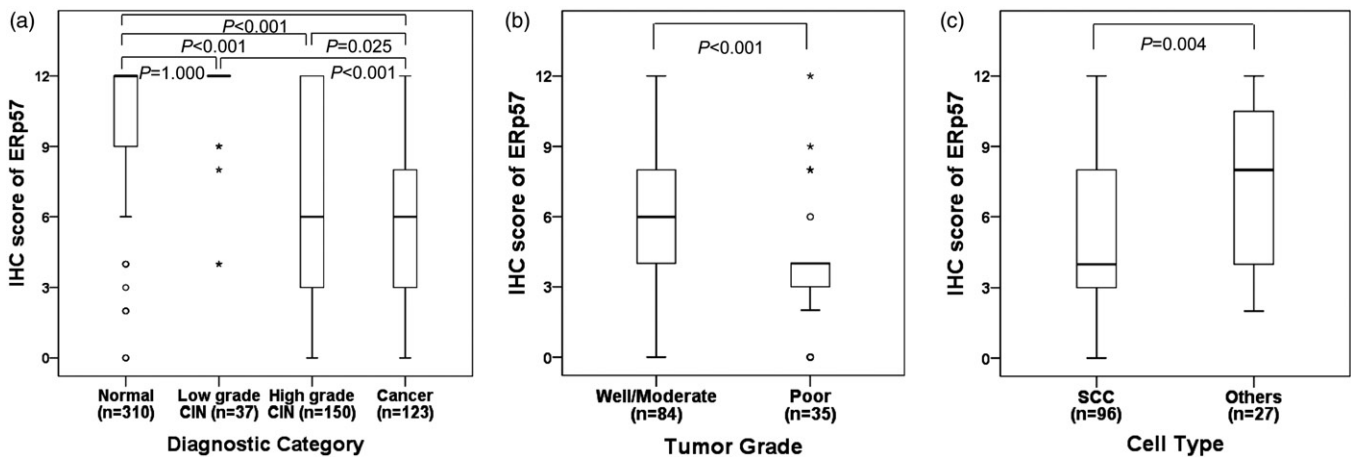 (a)
P<0.001
P<0.001
P=0.025
P=1.000
P<0.001
IHC score of ERp57
12
9
6
3
0
Normal
(n=310)
Low grade
CIN (n=37)
High grade
CIN (n=150)
Cancer
(n=123)
Diagnostic Category
(b)
P<0.001
IHC score of ERp57
12
9
6
3
0
Well/Moderate
(n=84)
Poor
(n=35)
Tumor Grade
(c)
P=0.004
IHC score of ERp57
12
9
6
3
0
SCC
(n=96)
Others
(n=27)
Cell Type